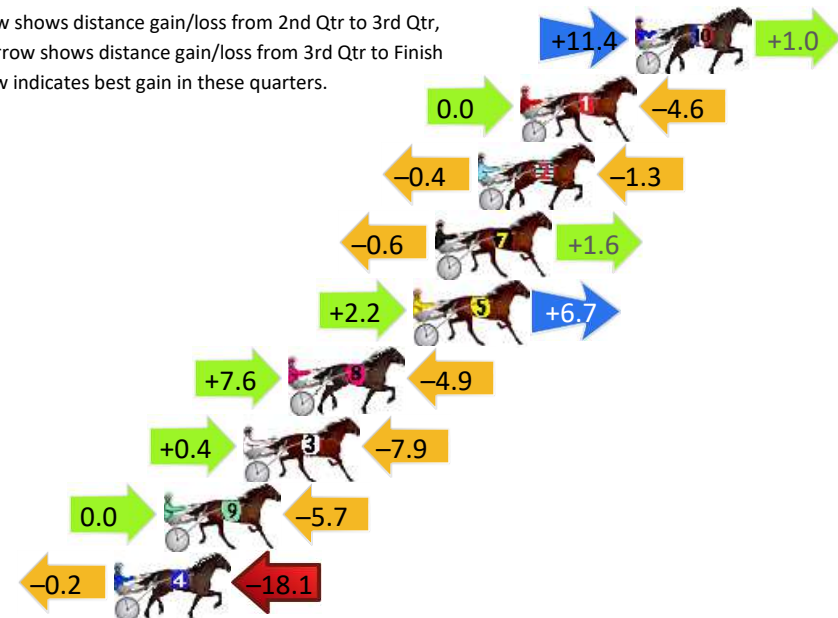 w shows distance gain/loss from 2nd Qtr to 3rd Qtr,
rrow shows distance gain/loss from 3rd Qtr to Finish
w indicates best gain in these quarters.
+11.4 10 +1.0
0.0 1 –4.6
–0.4 2 –1.3
–0.6 7 +1.6
+2.2 5 +6.7
+7.6 8 –4.9
+0.4 3 –7.9
0.0 9 –5.7
–0.2 4 –18.1